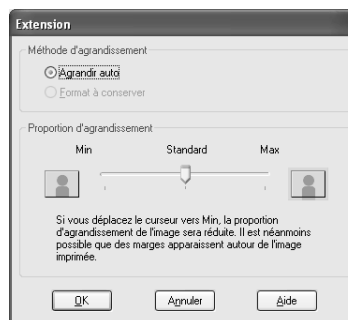 Extension
Méthode d'agrandissement
Agrandir auto
Format à conserver
Proportion d'agrandissement
Min Standard Max
Si vous déplacez le curseur vers Min, la proportion
d'agrandissement de l'image sera réduite. Il est néanmoins
possible que des marges apparaissent autour de l'image
imprimée.
OK Annuler Aide